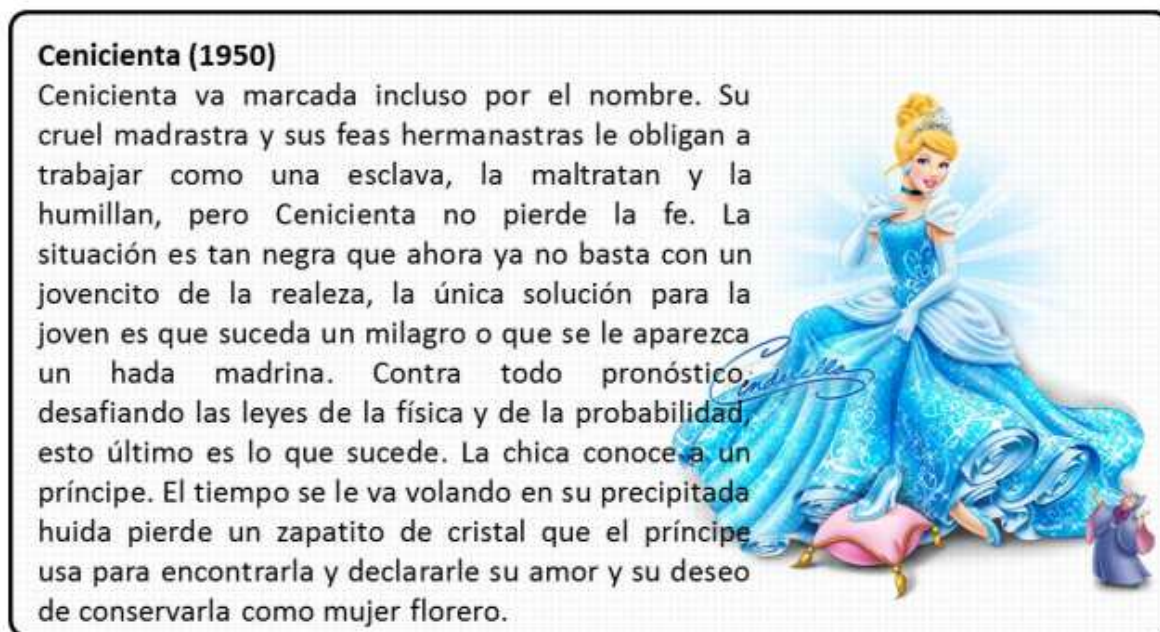 Cenicienta (1950)
Cenicienta va marcada incluso por el nombre. Su
cruel madrastra y sus feas hermanastras le obligan a
trabajar como una esclava, la maltratan y la
humillan, pero Cenicienta no pierde la fe. La
situación es tan negra que ahora ya no basta con un
jovencito de la realeza, la única solución para la
joven es que suceda un milagro o que se le aparezca
un hada madrina. Contra todo pronóstico,
desafiando las leyes de la física y de la probabilidad,
esto último es lo que sucede. La chica conoce a un
príncipe. El tiempo se le va volando en su precipitada
huida pierde un zapatito de cristal que el príncipe
usa para encontrarla y declararle su amor y su deseo
de conservarla como mujer florero.
Cinderella